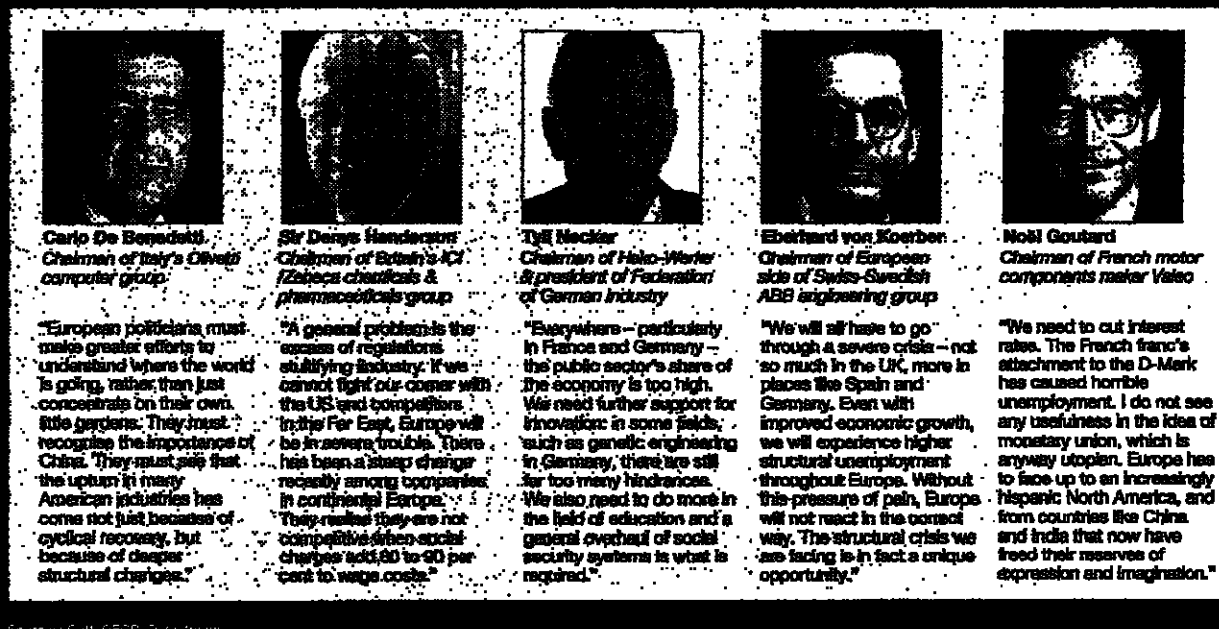 Carlo De Benedetti
Chairman of Italy's Olivetti
computer group
"European politicians must
make greater efforts to
understand where the world
is going, rather than just
concentrate on their own
little gardens. They must
recognise the importance of
China. They must see that
the upturn in many
American industries has
come not just because of
cyclical recovery, but
because of deeper
structural changes."
Sir Denys Henderson
Chairman of Britain's ICI
/Zeneca chemicals &
pharmaceuticals group
"A general problem is the
excess of regulations
stultifying industry. If we
cannot fight our corner with
the US and competitors
in the Far East, Europe will
be in severe trouble. There
has been a steep change
recently among companies
in continental Europe.
They realise they are not
competitive when social
charges add 80 to 90 per
cent to wage costs."
Tyll Necker
Chairman of Hako-Werke
& president of Federation
of German Industry
"Everywhere – particularly
in France and Germany –
the public sector's share of
the economy is too high.
We need further support for
innovation: in some fields,
such as genetic engineering
in Germany, there are still
far too many hindrances.
We also need to do more in
the field of education and a
general overhaul of social
security systems is what is
required."
Eberhard von Koerber
Chairman of European
side of Swiss-Swedish
ABB engineering group
"We will all have to go
through a severe crisis – not
so much in the UK, more in
places like Spain and
Germany. Even with
improved economic growth,
we will experience higher
structural unemployment
throughout Europe. Without
this pressure of pain, Europe
will not react in the correct
way. The structural crisis we
are facing is in fact a unique
opportunity."
Noël Goutard
Chairman of French motor
components maker Valeo
"We need to cut interest
rates. The French franc's
attachment to the D-Mark
has caused horrible
unemployment. I do not see
any usefulness in the idea of
monetary union, which is
anyway utopian. Europe has
to face up to an increasingly
hispanic North America, and
from countries like China
and India that now have
freed their reserves of
expression and imagination."